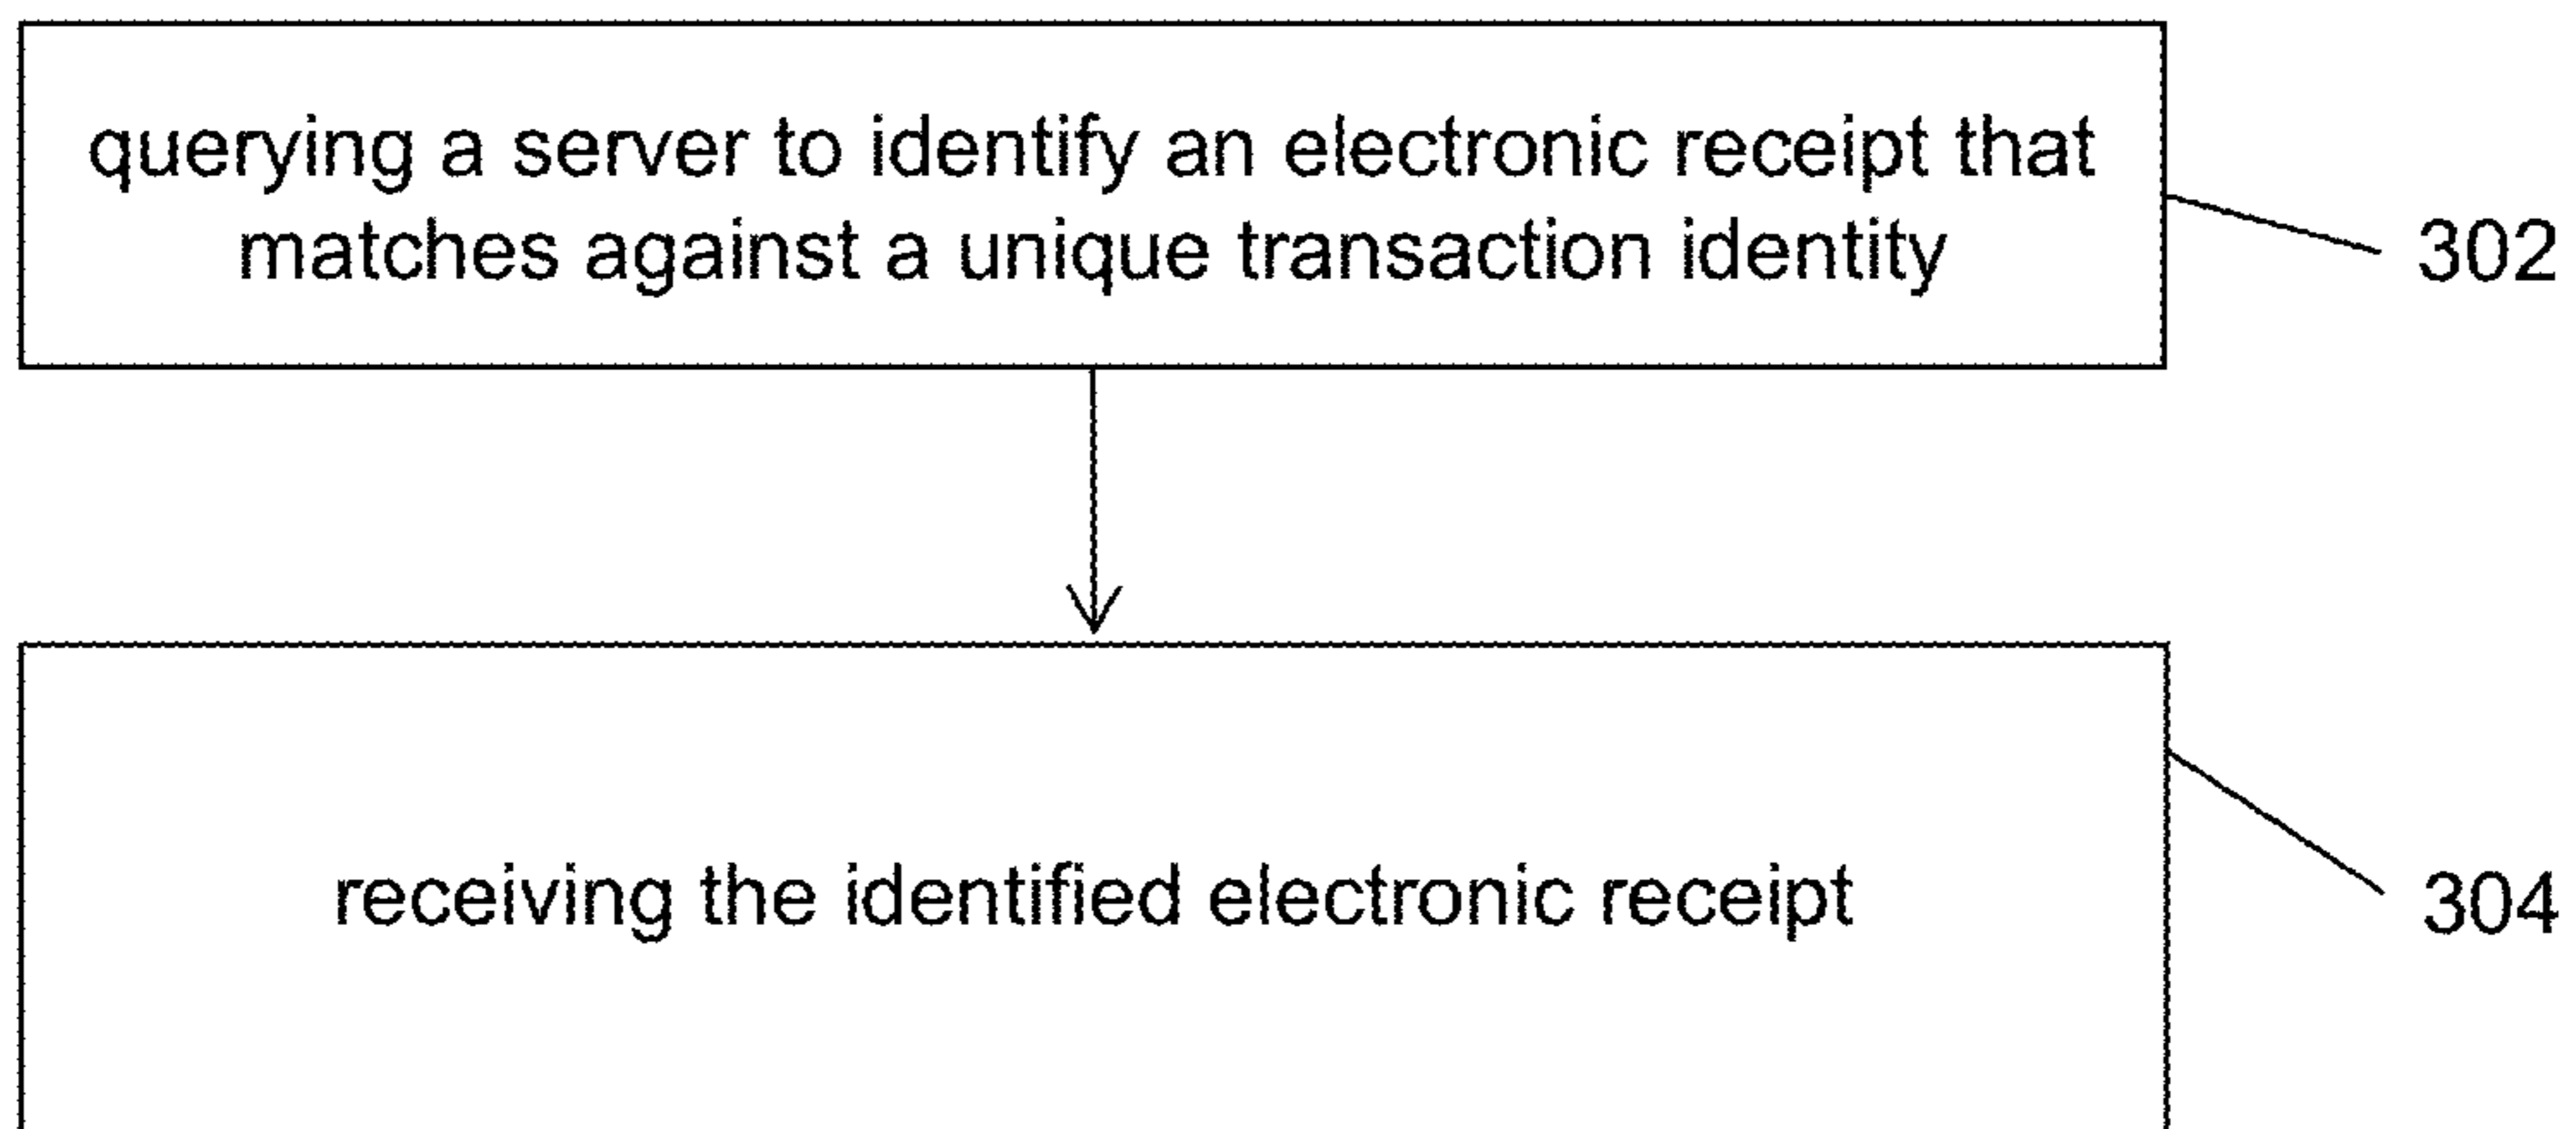 querying a server to identify an electronic receipt that
matches against a unique transaction identity
302
receiving the identified electronic receipt
304